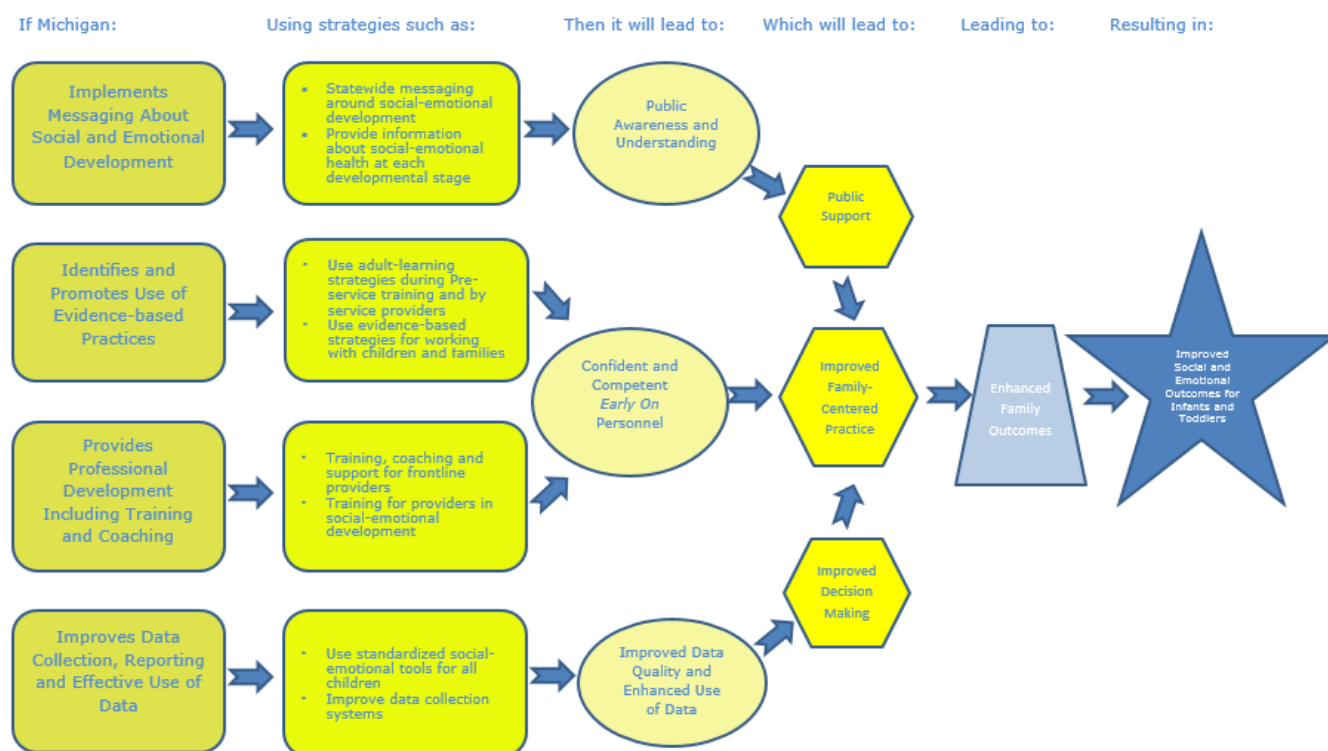 If Michigan:
Using strategies such as:
Then it will lead to:
Which will lead to:
Leading to:
Resulting in:
Implements
Messaging About
Social and Emotional
Development
• Statewide messaging
around social-emotional
development
• Provide information
about social-emotional
health at each
developmental stage
Public
Awareness and
Understanding
Public
Support
Identifies and
Promotes Use of
Evidence-based
Practices
• Use adult-learning
strategies during Pre-
service training and by
service providers
• Use evidence-based
strategies for working
with children and families
Confident and
Competent
Early On
Personnel
Improved
Family-
Centered
Practice
Enhanced
Family
Outcomes
Improved
Social and
Emotional
Outcomes for
Infants and
Toddlers
Provides
Professional
Development
Including Training
and Coaching
• Training, coaching and
support for frontline
providers
• Training for providers in
social-emotional
development
Improved
Decision
Making
Improves Data
Collection, Reporting
and Effective Use of
Data
• Use standardized social-
emotional tools for all
children
• Improve data collection
systems
Improved Data
Quality and
Enhanced Use
of Data